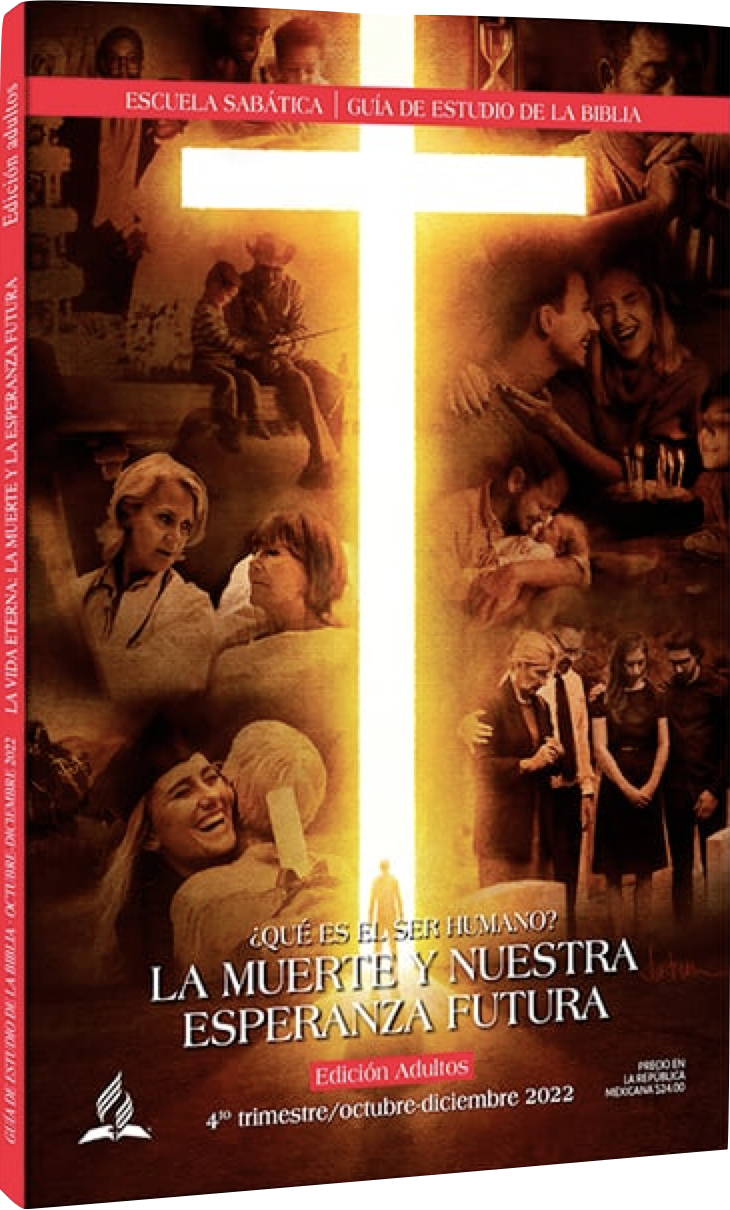 ESCUELA SABÁTICA | GUÍA DE ESTUDIO DE LA BIBLIA
¿QUÉ ES EL SER HUMANO?
LA MUERTE Y NUESTRA
ESPERANZA FUTURA
Edición Adultos
4ᵗᵒ trimestre/octubre-diciembre 2022
PRECIO EN
LA REPÚBLICA
MEXICANA $24.00
GUÍA DE ESTUDIO DE LA BIBLIA · OCTUBRE-DICIEMBRE 2022 LA VIDA ETERNA: LA MUERTE Y LA ESPERANZA FUTURA Edición adultos